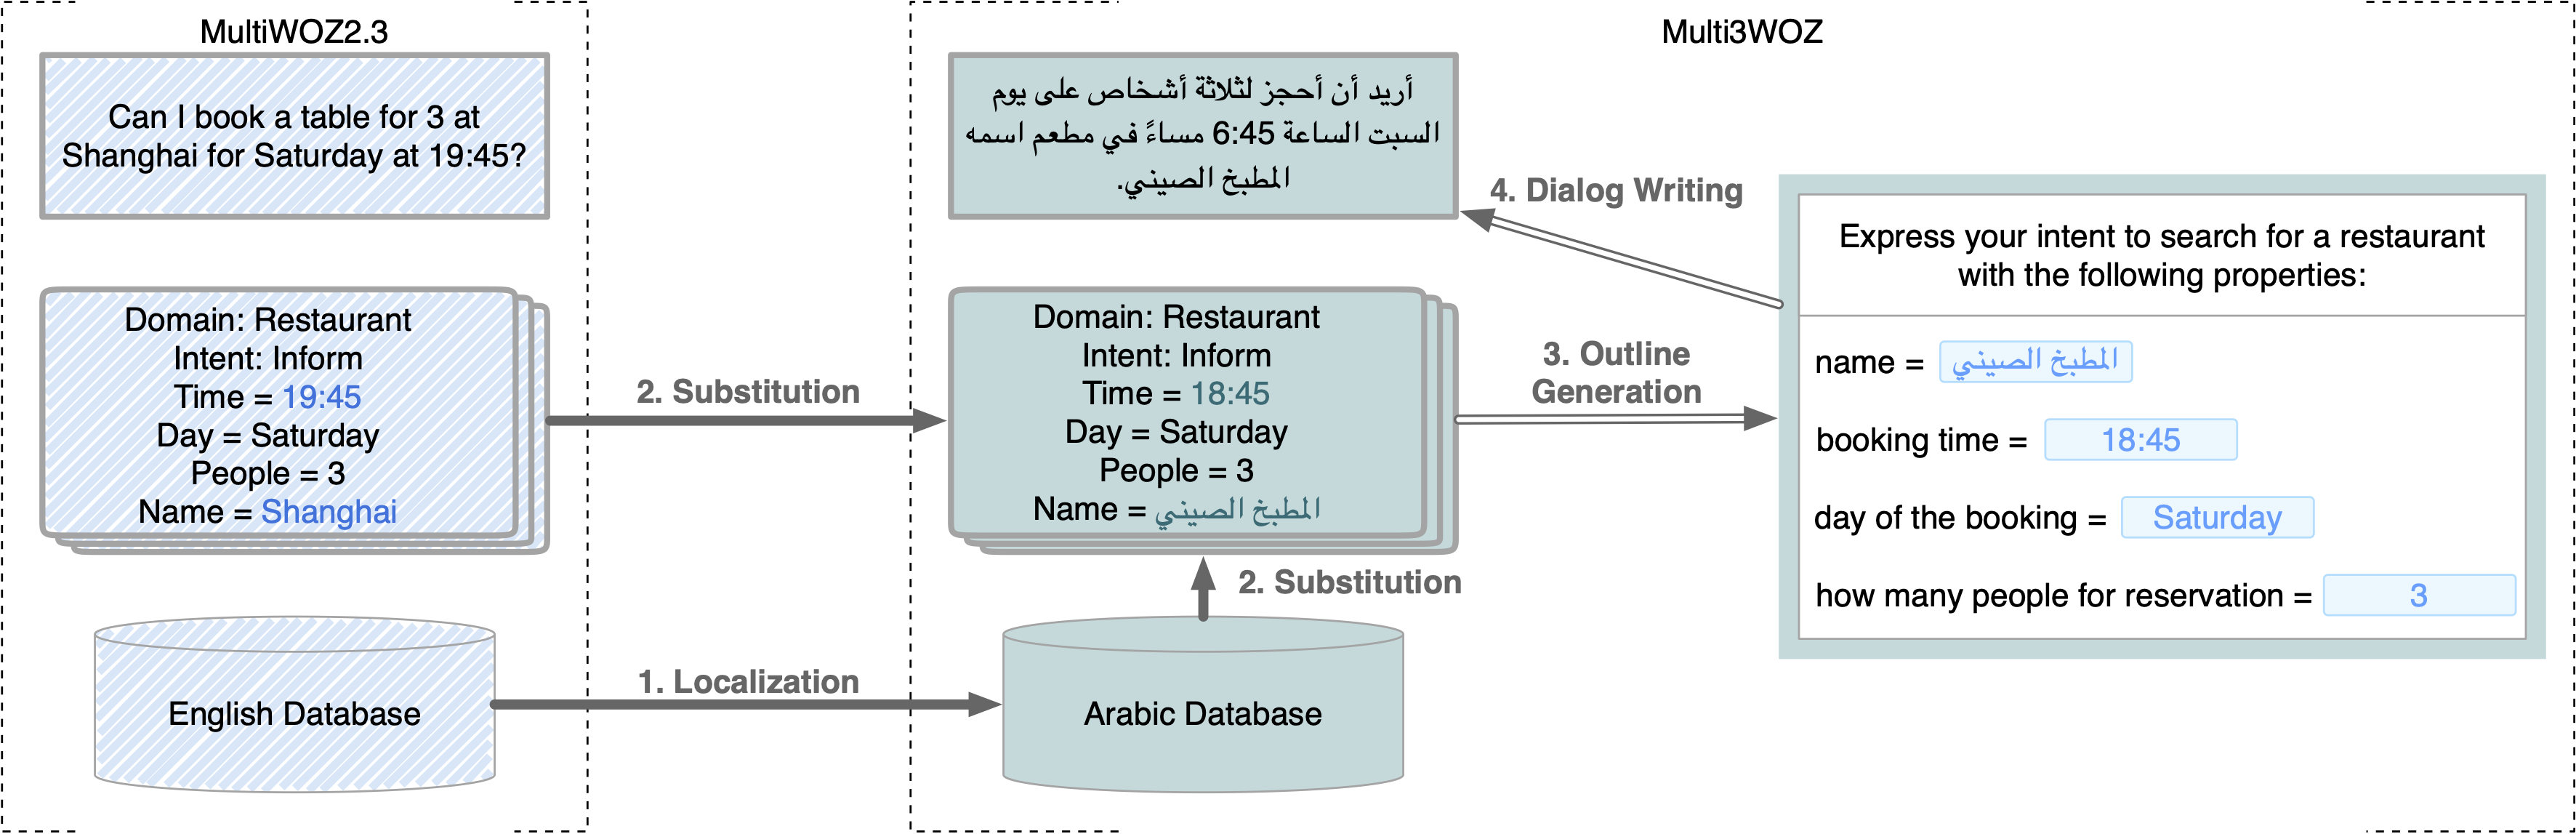 MultiWOZ2.3
Can I book a table for 3 at
Shanghai for Saturday at 19:45?
Domain: Restaurant
Intent: Inform
Time = 19:45
Day = Saturday
People = 3
Name = Shanghai
English Database
2. Substitution
1. Localization
Multi3WOZ
أريد أن أحجز لثلاثة أشخاص على يوم
السبت الساعة 6:45 مساءً في مطعم اسمه
المطبخ الصيني.
Domain: Restaurant
Intent: Inform
Time = 18:45
Day = Saturday
People = 3
Name = المطبخ الصيني
2. Substitution
Arabic Database
4. Dialog Writing
3. Outline
Generation
Express your intent to search for a restaurant
with the following properties:
name = المطبخ الصيني
booking time = 18:45
day of the booking = Saturday
how many people for reservation = 3